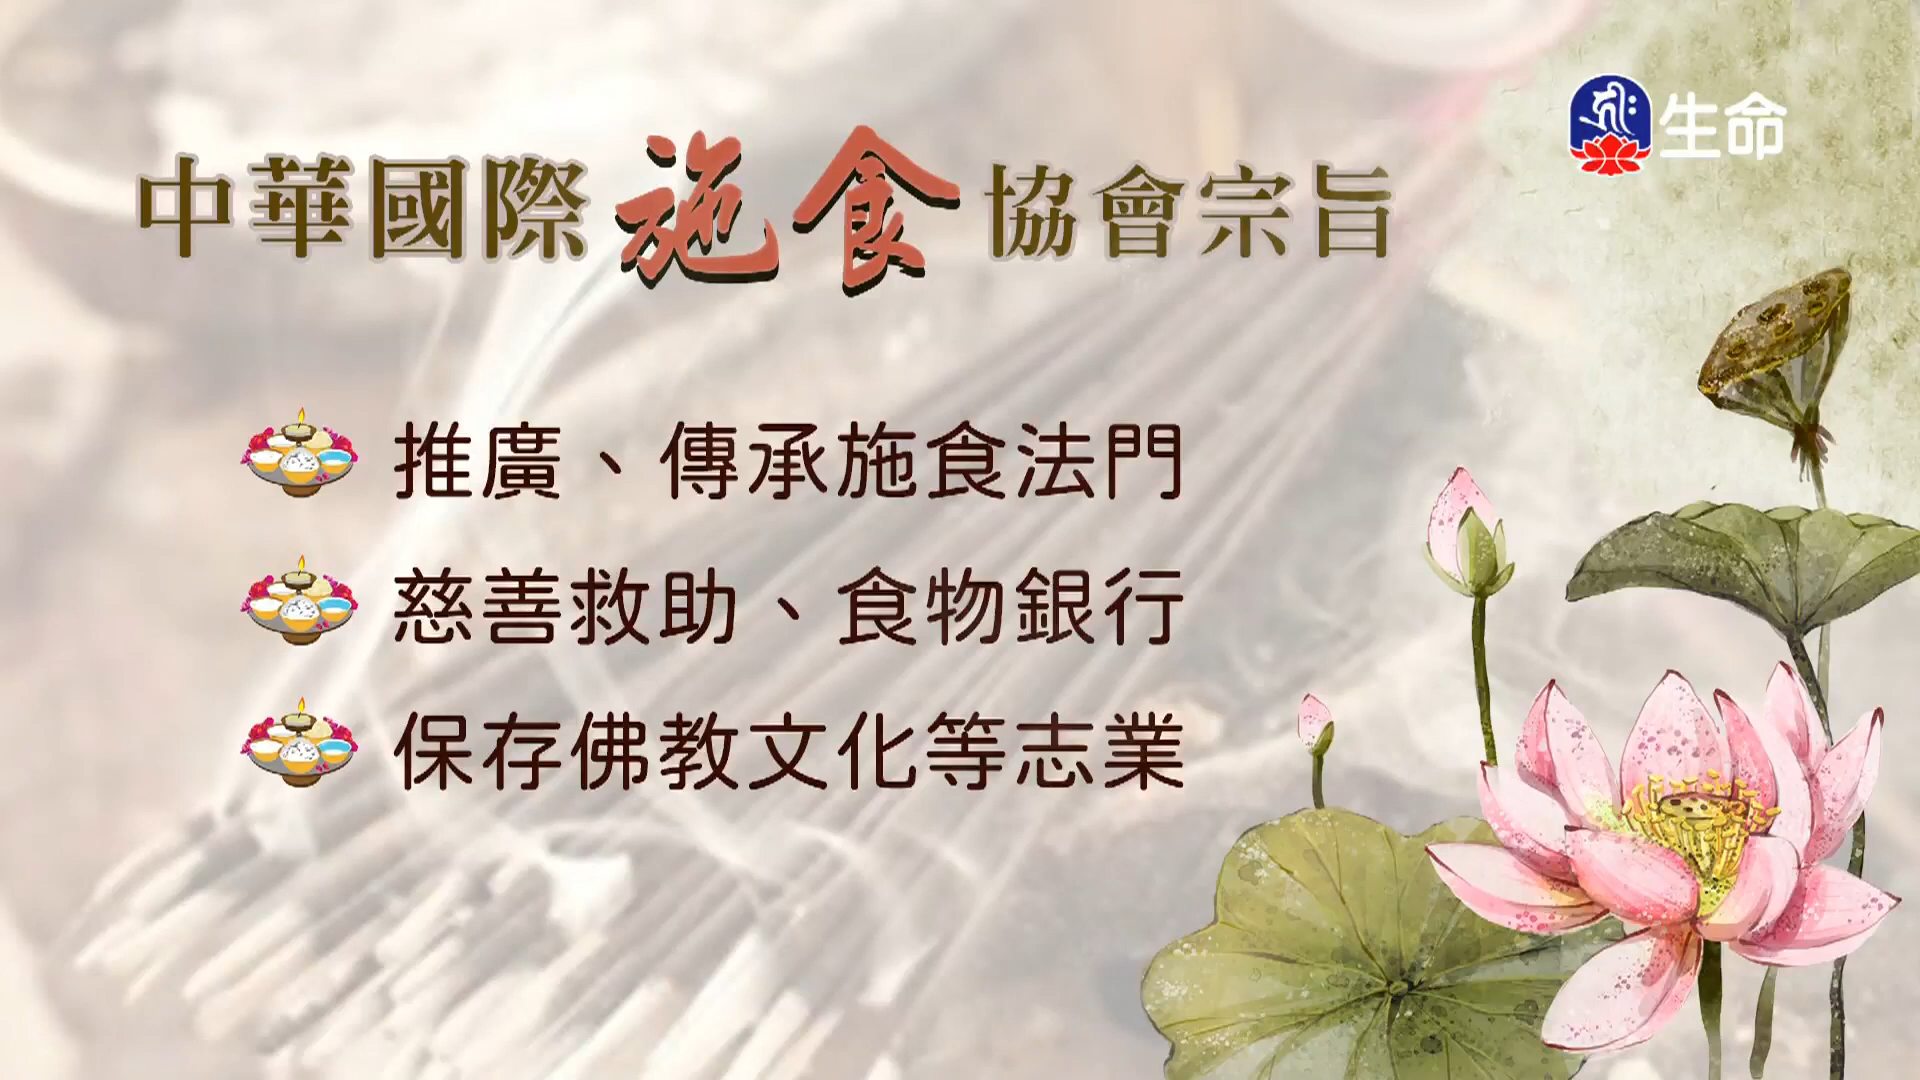 生命
中華國際施食協會宗旨
推廣、傳承施食法門
慈善救助、食物銀行
保存佛教文化等志業